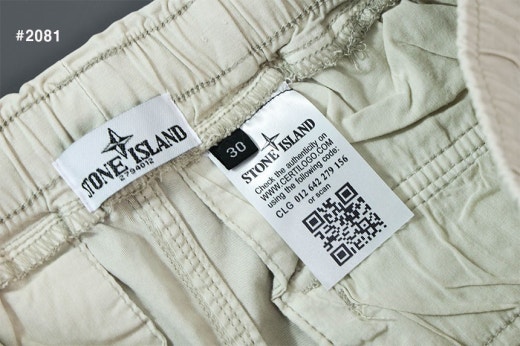 #2081
STONE ISLAND
2794012
30
STONE ISLAND
Check the authenticity on
WWW.CERTILOGO.COM
using the following code:
CLG 012 642 279 156
or scan